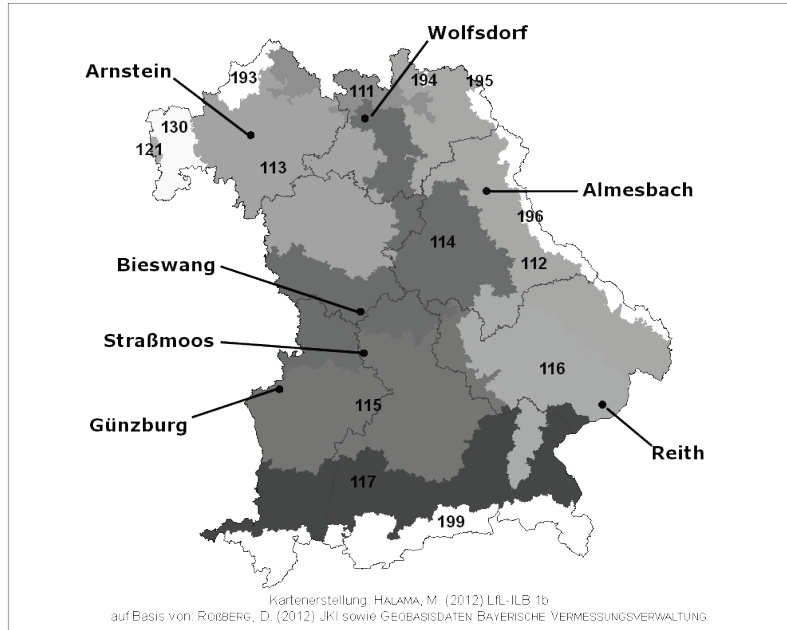 Wolfsdorf
Arnstein
193
111
194
195
130
121
113
Almesbach
196
114
112
Bieswang
Straßmoos
116
Günzburg
115
Reith
117
199
Kartenerstellung: HALAMA, M. (2012) LfL-ILB 1b
auf Basis von: ROßBERG, D. (2012) JKI sowie GEOBASISDATEN BAYERISCHE VERMESSUNGSVERWALTUNG